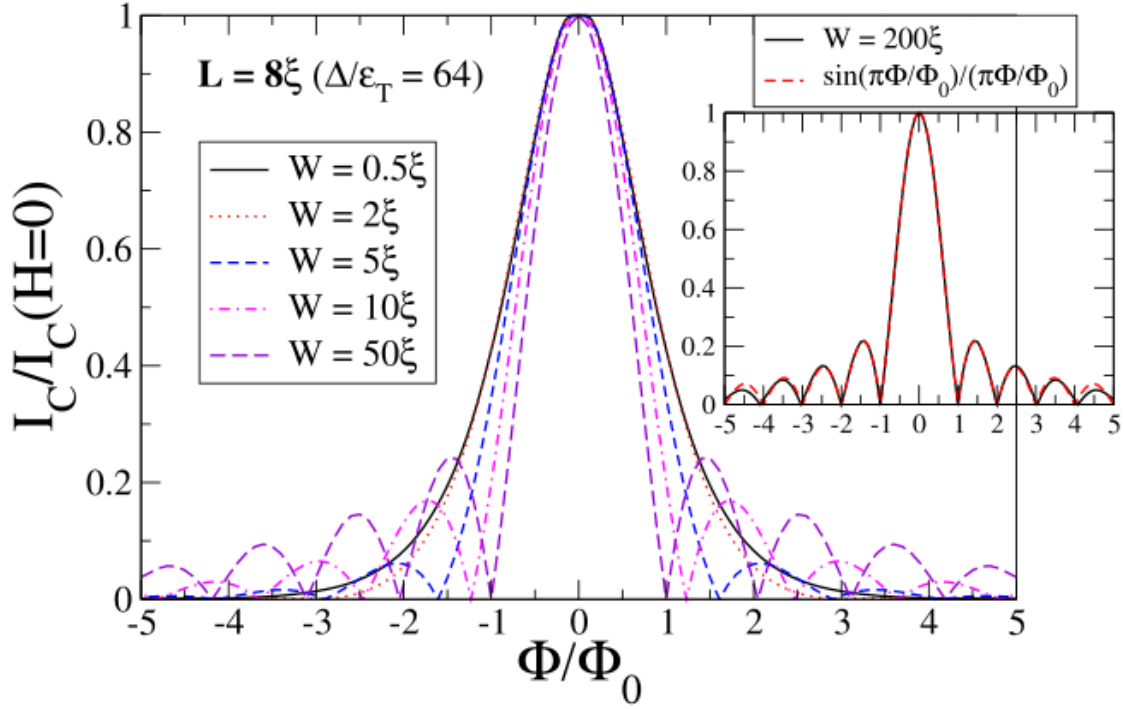 I_C/I_C(H=0)
1
0.8
0.6
0.4
0.2
0
L = 8ξ (Δ/ε_T = 64)
W = 0.5ξ
W = 2ξ
W = 5ξ
W = 10ξ
W = 50ξ
-5 -4 -3 -2 -1 0 1 2 3 4 5
Φ/Φ_0
W = 200ξ
sin(πΦ/Φ_0)/(πΦ/Φ_0)
1
0.8
0.6
0.4
0.2
0
-5 -4 -3 -2 -1 0 1 2 3 4 5